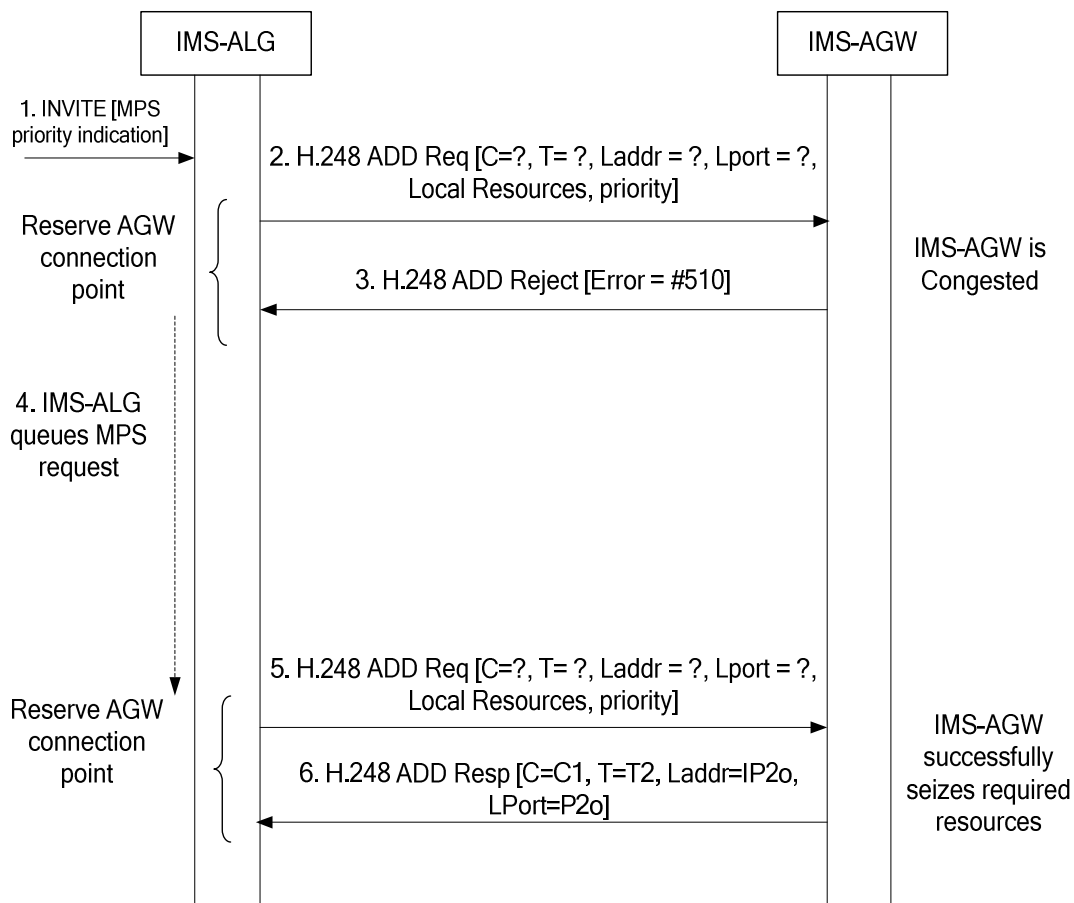 IMS-ALG
IMS-AGW
1. INVITE [MPS
priority indication]
2. H.248 ADD Req [C=?, T= ?, Laddr = ?, Lport = ?,
Local Resources, priority]
Reserve AGW
connection
point
IMS-AGW is
Congested
3. H.248 ADD Reject [Error = #510]
4. IMS-ALG
queues MPS
request
5. H.248 ADD Req [C=?, T= ?, Laddr = ?, Lport = ?,
Local Resources, priority]
Reserve AGW
connection
point
IMS-AGW
successfully
seizes required
resources
6. H.248 ADD Resp [C=C1, T=T2, Laddr=IP2o,
LPort=P2o]